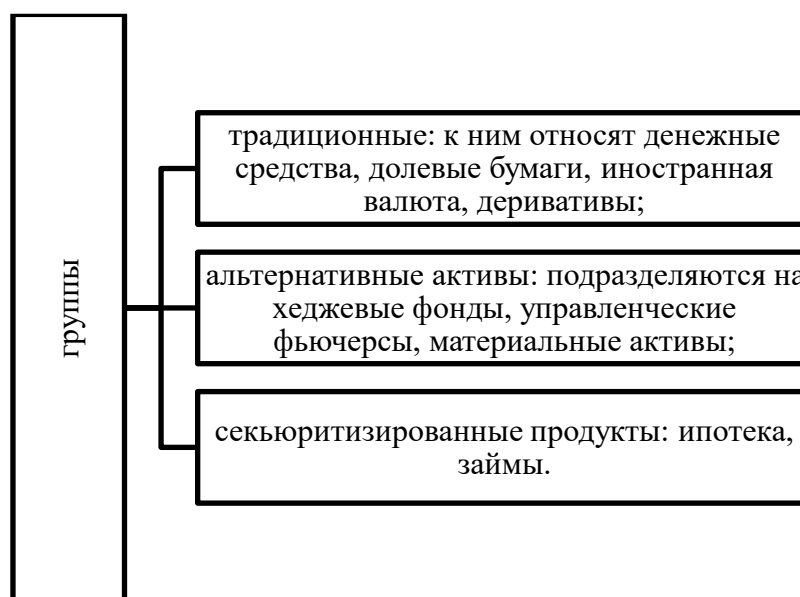 группы
традиционные: к ним относят денежные
средства, долевые бумаги, иностранная
валюта, деривативы;
альтернативные активы: подразделяются на
хеджевые фонды, управленческие
фьючерсы, материальные активы;
секьюритизированные продукты: ипотека,
займы.